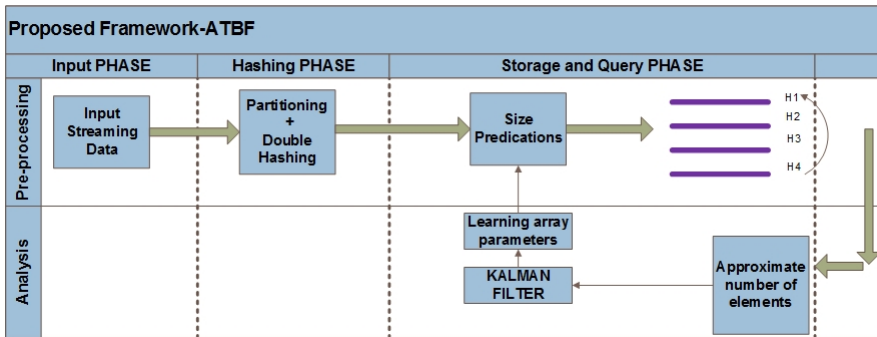 Proposed Framework-ATBF
Input PHASE
Hashing PHASE
Storage and Query PHASE
Pre-processing
Input
Streaming
Data
Partitioning
+
Double
Hashing
Size
Predications
H1
H2
H3
H4
Analysis
Learning array
parameters
KALMAN
FILTER
Approximate
number of
elements